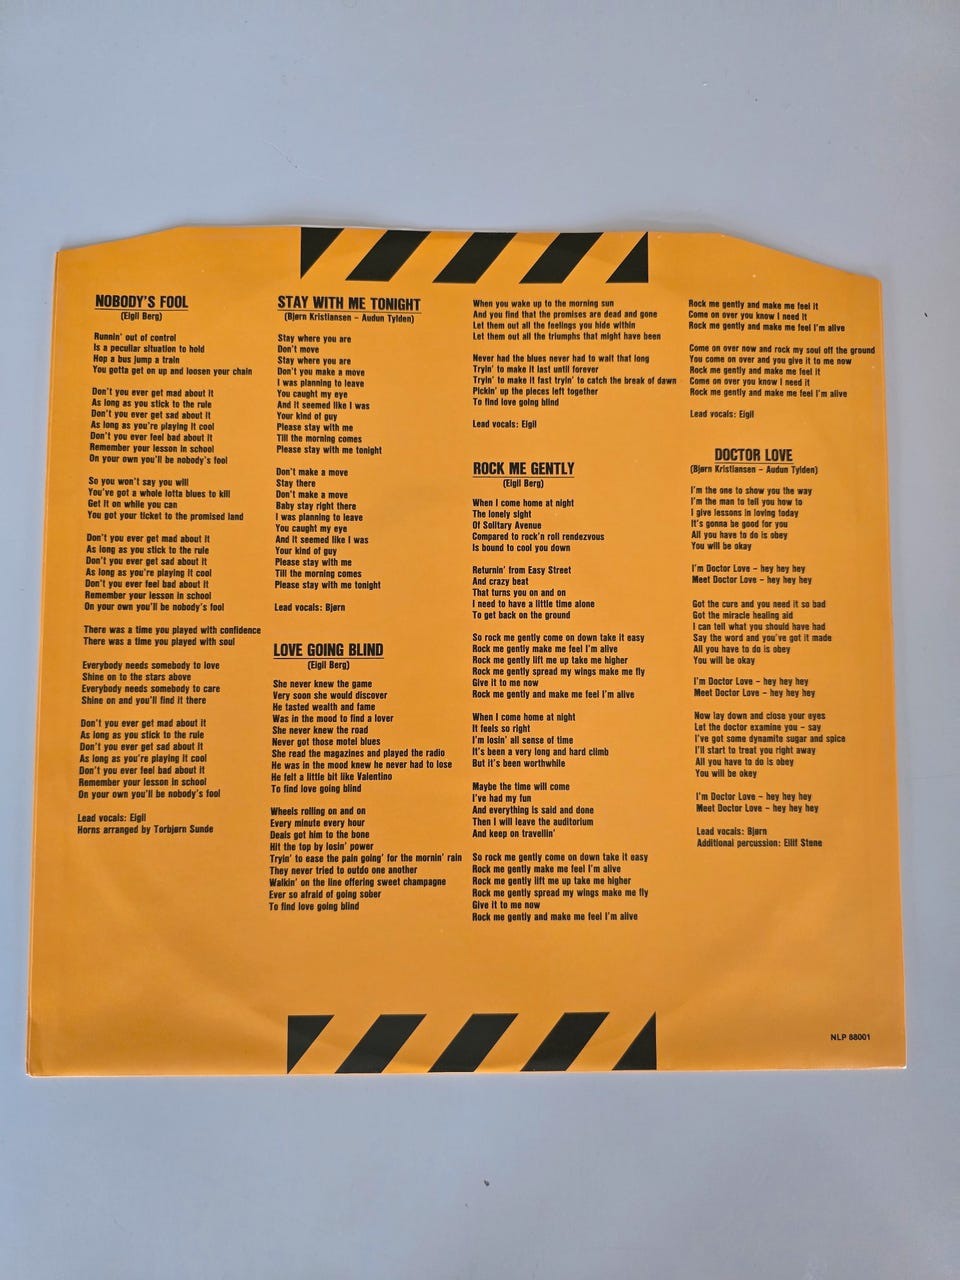 NOBODY'S FOOL
(Eigil Berg)
Runnin' out of control
Is a peculiar situation to hold
Hop a bus jump a train
You gotta get on up and loosen your chain
Don't you ever get mad about it
As long as you stick to the rule
Don't you ever get sad about it
As long as you're playing it cool
Don't you ever feel bad about it
Remember your lesson in school
On your own you'll be nobody's fool
So you won't say you will
You've got a whole lotta blues to kill
Get it on while you can
You got your ticket to the promised land
Don't you ever get mad about it
As long as you stick to the rule
Don't you ever get sad about it
As long as you're playing it cool
Don't you ever feel bad about it
Remember your lesson in school
On your own you'll be nobody's fool
There was a time you played with confidence
There was a time you played with soul
Everybody needs somebody to love
Shine on to the stars above
Everybody needs somebody to care
Shine on and you'll find it there
Don't you ever get mad about it
As long as you stick to the rule
Don't you ever get sad about it
As long as you're playing it cool
Don't you ever feel bad about it
Remember your lesson in school
On your own you'll be nobody's fool
Lead vocals: Eigil
Horns arranged by Torbjørn Sunde
STAY WITH ME TONIGHT
(Bjørn Kristiansen – Audun Tylden)
Stay where you are
Don't move
Stay where you are
Don't you make a move
I was planning to leave
You caught my eye
And it seemed like I was
Your kind of guy
Please stay with me
Till the morning comes
Please stay with me tonight
Don't make a move
Stay there
Don't make a move
Baby stay right there
I was planning to leave
You caught my eye
And it seemed like I was
Your kind of guy
Please stay with me
Till the morning comes
Please stay with me tonight
Lead vocals: Bjørn
LOVE GOING BLIND
(Eigil Berg)
She never knew the game
Very soon she would discover
He tasted wealth and fame
Was in the mood to find a lover
She never knew the road
Never got those motel blues
She read the magazines and played the radio
He was in the mood knew he never had to lose
He felt a little bit like Valentino
To find love going blind
Wheels rolling on and on
Every minute every hour
Deals got him to the bone
Hit the top by losin' power
Tryin' to ease the pain going' for the mornin' rain
They never tried to outdo one another
Walkin' on the line offering sweet champagne
Ever so afraid of going sober
To find love going blind
When you wake up to the morning sun
And you find that the promises are dead and gone
Let them out all the feelings you hide within
Let them out all the triumphs that might have been
Never had the blues never had to wait that long
Tryin' to make it last until forever
Tryin' to make it fast tryin' to catch the break of dawn
Pickin' up the pieces left together
To find love going blind
Lead vocals: Eigil
ROCK ME GENTLY
(Eigil Berg)
When I come home at night
The lonely sight
Of Solitary Avenue
Compared to rock'n roll rendezvous
Is bound to cool you down
Returnin' from Easy Street
And crazy beat
That turns you on and on
I need to have a little time alone
To get back on the ground
So rock me gently come on down take it easy
Rock me gently make me feel I'm alive
Rock me gently lift me up take me higher
Rock me gently spread my wings make me fly
Give it to me now
Rock me gently and make me feel I'm alive
When I come home at night
It feels so right
I'm losin' all sense of time
It's been a very long and hard climb
But it's been worthwhile
Maybe the time will come
I've had my fun
And everything is said and done
Then I will leave the auditorium
And keep on travellin'
So rock me gently come on down take it easy
Rock me gently make me feel I'm alive
Rock me gently lift me up take me higher
Rock me gently spread my wings make me fly
Give it to me now
Rock me gently and make me feel I'm alive
Rock me gently and make me feel it
Come on over you know I need it
Rock me gently and make me feel I'm alive
Come on over now and rock my soul off the ground
You come on over and you give it to me now
Rock me gently and make me feel it
Come on over you know I need it
Rock me gently and make me feel I'm alive
Lead vocals: Eigil
DOCTOR LOVE
(Bjørn Kristiansen – Audun Tylden)
I'm the one to show you the way
I'm the man to tell you how to
I give lessons in loving today
It's gonna be good for you
All you have to do is obey
You will be okay
I'm Doctor Love – hey hey hey
Meet Doctor Love – hey hey hey
Got the cure and you need it so bad
Got the miracle healing aid
I can tell what you should have had
Say the word and you've got it made
All you have to do is obey
You will be okay
I'm Doctor Love – hey hey hey
Meet Doctor Love – hey hey hey
Now lay down and close your eyes
Let the doctor examine you – say
I've got some dynamite sugar and spice
I'll start to treat you right away
All you have to do is obey
You will be okey
I'm Doctor Love – hey hey hey
Meet Doctor Love – hey hey hey
Lead vocals: Bjørn
Additional percussion: Eilif Stene
NLP 88001